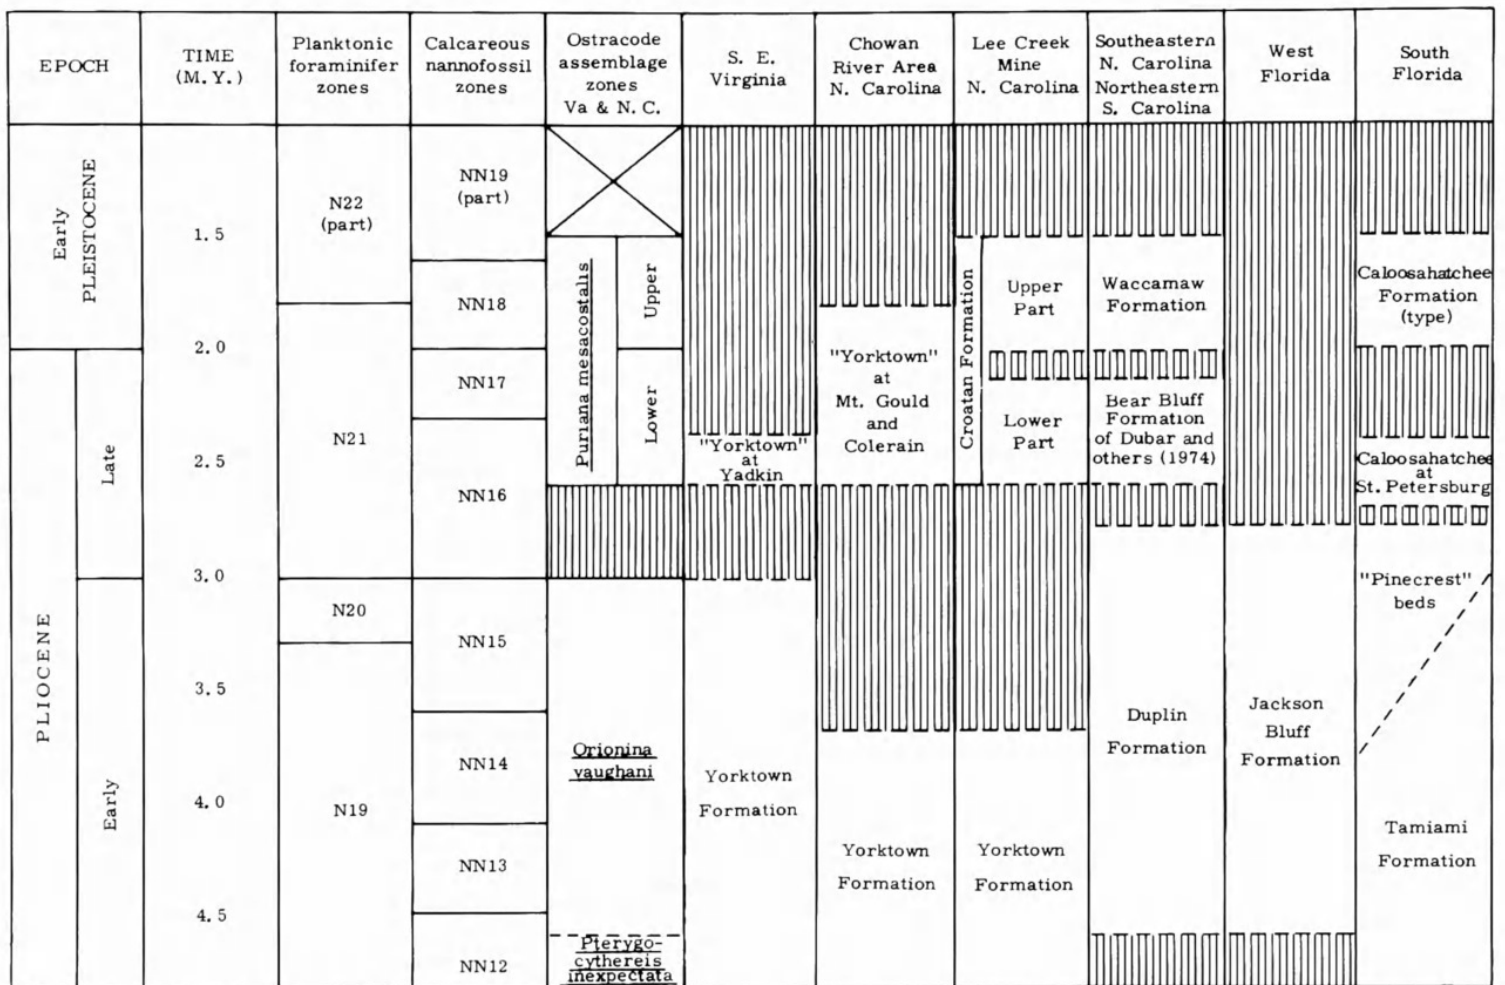 EPOCH
TIME
(M.Y.)
Planktonic
foraminifer
zones
Calcareous
nannofossil
zones
Ostracode
assemblage
zones
Va & N.C.
S. E.
Virginia
Chowan
River Area
N. Carolina
Lee Creek
Mine
N. Carolina
Southeastern
N. Carolina
Northeastern
S. Carolina
West
Florida
South
Florida
Early
PLEISTOCENE
PLIOCENE
Late
Early
1.5
2.0
2.5
3.0
3.5
4.0
4.5
N22
(part)
N21
N20
N19
NN19
(part)
NN18
NN17
NN16
NN15
NN14
NN13
NN12
Puriana mesacostalis
Upper
Lower
Orionina
vaughani
Pterygo-
cythereis
inexpectata
"Yorktown"
at
Yadkin
Yorktown
Formation
"Yorktown"
at
Mt. Gould
and
Colerain
Yorktown
Formation
Croatan Formation
Upper
Part
Lower
Part
Yorktown
Formation
Waccamaw
Formation
Bear Bluff
Formation
of Dubar and
others (1974)
Duplin
Formation
Jackson
Bluff
Formation
Caloosahatchee
Formation
(type)
Caloosahatchee
at
St. Petersburg
"Pinecrest"
beds
Tamiami
Formation